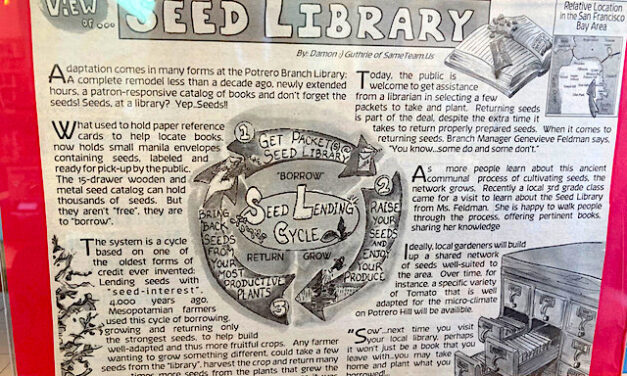 VIEW
OF...
SEED LIBRARY
Relative Location
in the San Francisco
Bay Area
By: Damon :) Guthrie of SameTeam.Us
Adaptation comes in many forms at the Potrero Branch Library:
A complete remodel less than a decade ago, newly extended
hours, a patron-responsive catalog of books and don't forget the
seeds! Seeds, at a library? Yep...Seeds!!
What used to hold paper reference
cards to help locate books,
now holds small manila envelopes
containing seeds, labeled and
ready for pick-up by the public.
The 15-drawer wooden and
metal seed catalog can hold
thousands of seeds. But
they aren't "free", they are
to "borrow".
The system is a cycle
based on one of
the oldest forms of
credit ever invented:
Lending seeds with
"seed-interest".
4,000 years ago,
Mesopotamian farmers
used this cycle of borrowing,
growing and returning only
the strongest seeds, to help build
well-adapted and thus more fruitful crops. Any farmer
wanting to grow something different, could take a few
seeds from the "library", harvest the crop and return many
times more seeds from the plants that grew the
1
GET PACKET @
SEED LIBRARY
"BORROW"
SEED LENDING
CYCLE
RETURN
GROW
2
RAISE
YOUR
SEEDS
AND
ENJOY
YOUR
PRODUCE
3
BRING
BACK
SEEDS
FROM
YOUR
MOST
PRODUCTIVE
PLANTS
Today, the public is
welcome to get assistance
from a librarian in selecting a few
packets to take and plant. Returning seeds
is part of the deal, despite the extra time it
takes to return properly prepared seeds. When it comes to
returning seeds, Branch Manager Genevieve Feldman says,
"You know...some do and some don't."
As more people learn about this ancient
communal process of cultivating seeds, the
network grows. Recently a local 3rd grade class
came for a visit to learn about the Seed Library
from Ms. Feldman. She is happy to walk people
through the process, offering pertinent books,
sharing her knowledge
Ideally, local gardeners will build
up a shared network
of seeds well-suited to
the area. Over time, for
instance, a specific variety
of Tomato that is well
adapted for the micro-climate
on Potrero Hill will be availible.
"Sow"...next time you visit
your local library, perhaps
it won't just be a book that you
leave with...you may take
home and plant what you
borrowed!